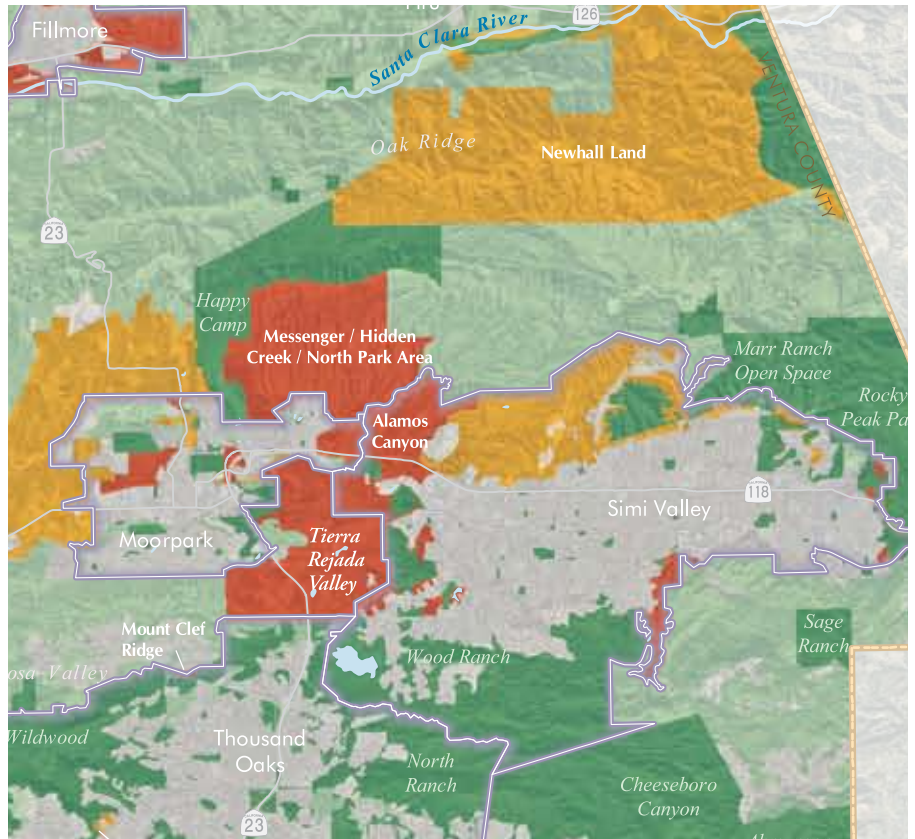 Fillmore
126
Santa Clara River
VENTURA COUNTY
Oak Ridge
Newhall Land
23
Happy
Camp
Messenger / Hidden
Creek / North Park Area
Marr Ranch
Open Space
Rocky
Peak Pa
Alamos
Canyon
118
Simi Valley
Moorpark
Tierra
Rejada
Valley
Mount Clef
Ridge
Sage
Ranch
osa Valley
Wood Ranch
Wildwood
Thousand
Oaks
North
Ranch
Cheeseboro
Canyon
23